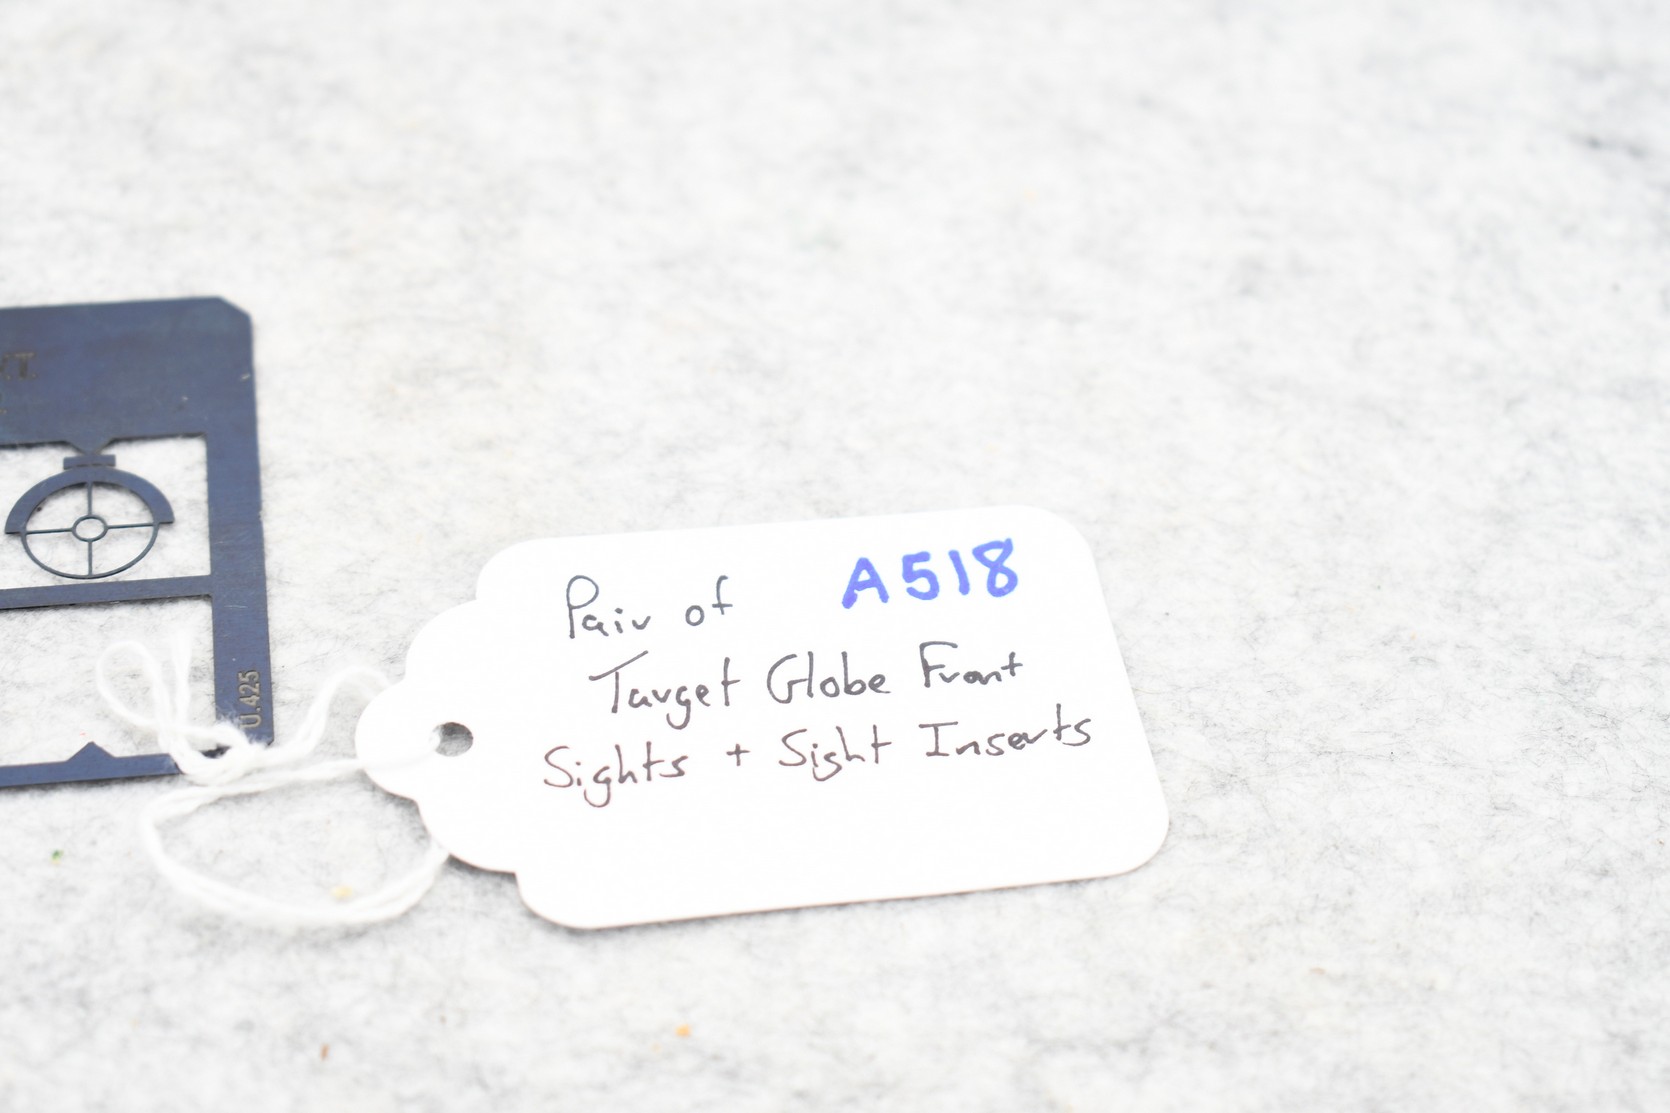 Pair of A518
Target Globe Front
Sights + Sight Inserts
U.425